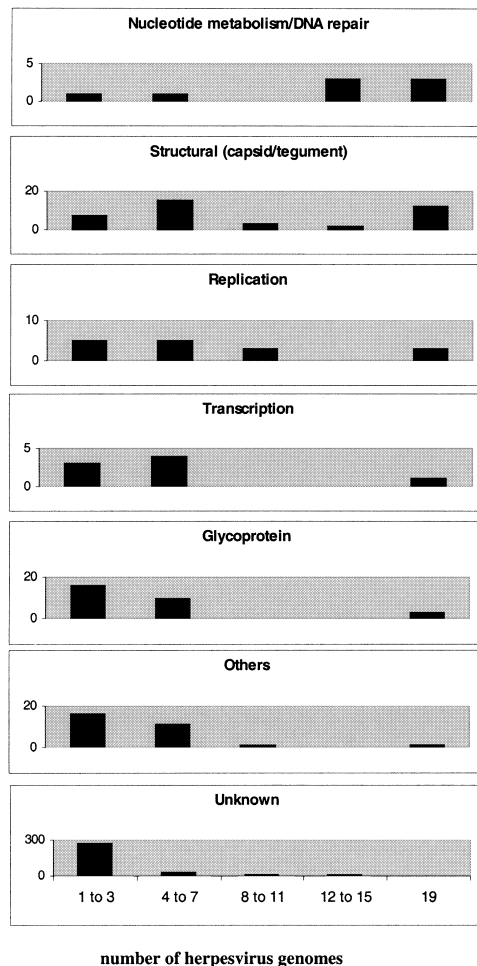 Nucleotide metabolism/DNA repair
5
0
Structural (capsid/tegument)
20
0
Replication
10
0
Transcription
5
0
Glycoprotein
20
0
Others
20
0
Unknown
300
0
1 to 3 4 to 7 8 to 11 12 to 15 19
number of herpesvirus genomes